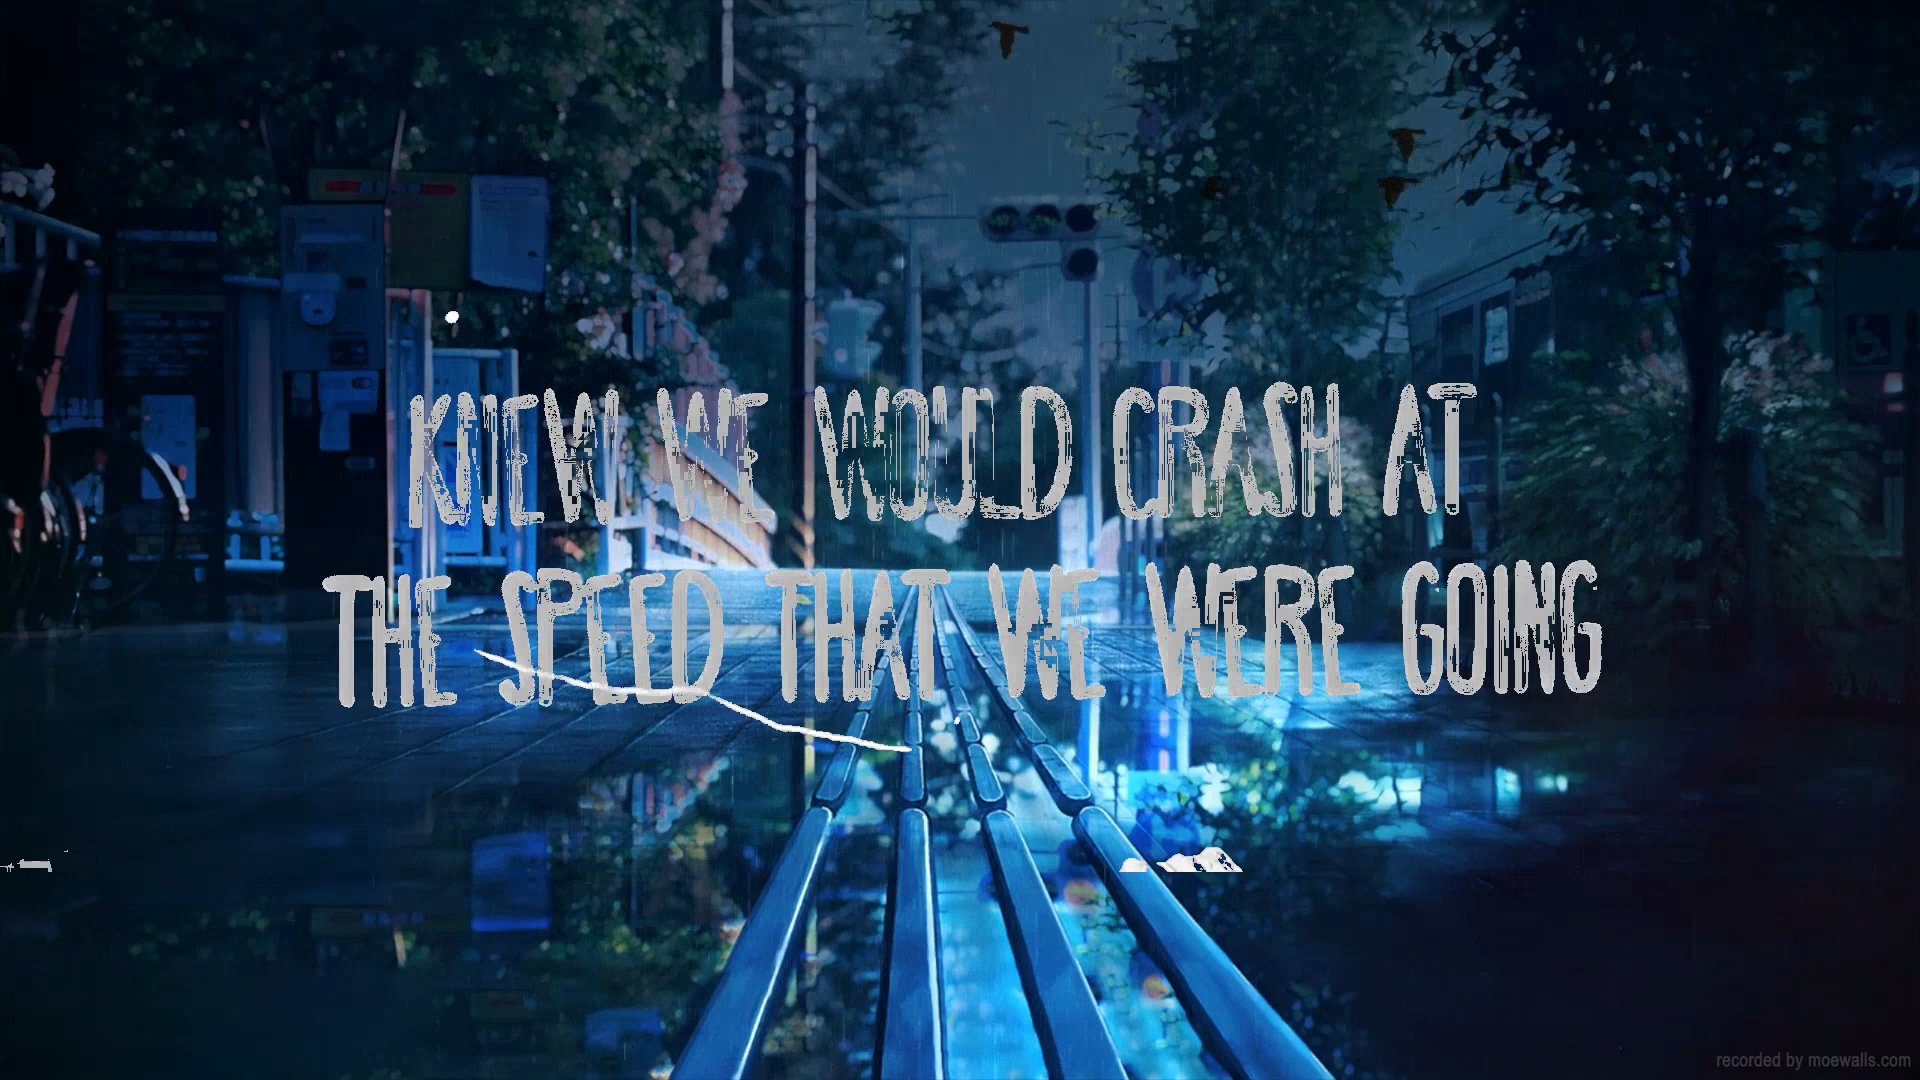 KNEW WE WOULD CRASH AT
THE SPEED THAT WE WERE GOING
recorded by moewalls.com